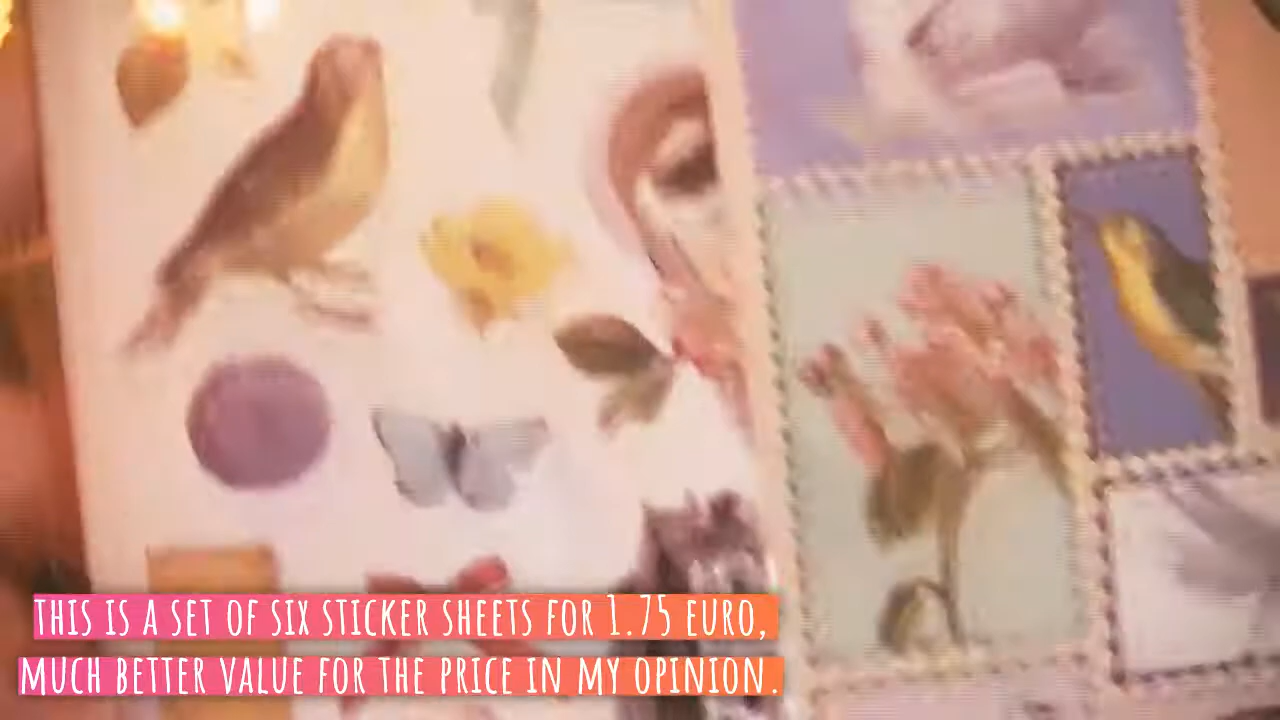 THIS IS A SET OF SIX STICKER SHEETS FOR 1.75 EURO,
MUCH BETTER VALUE FOR THE PRICE IN MY OPINION.